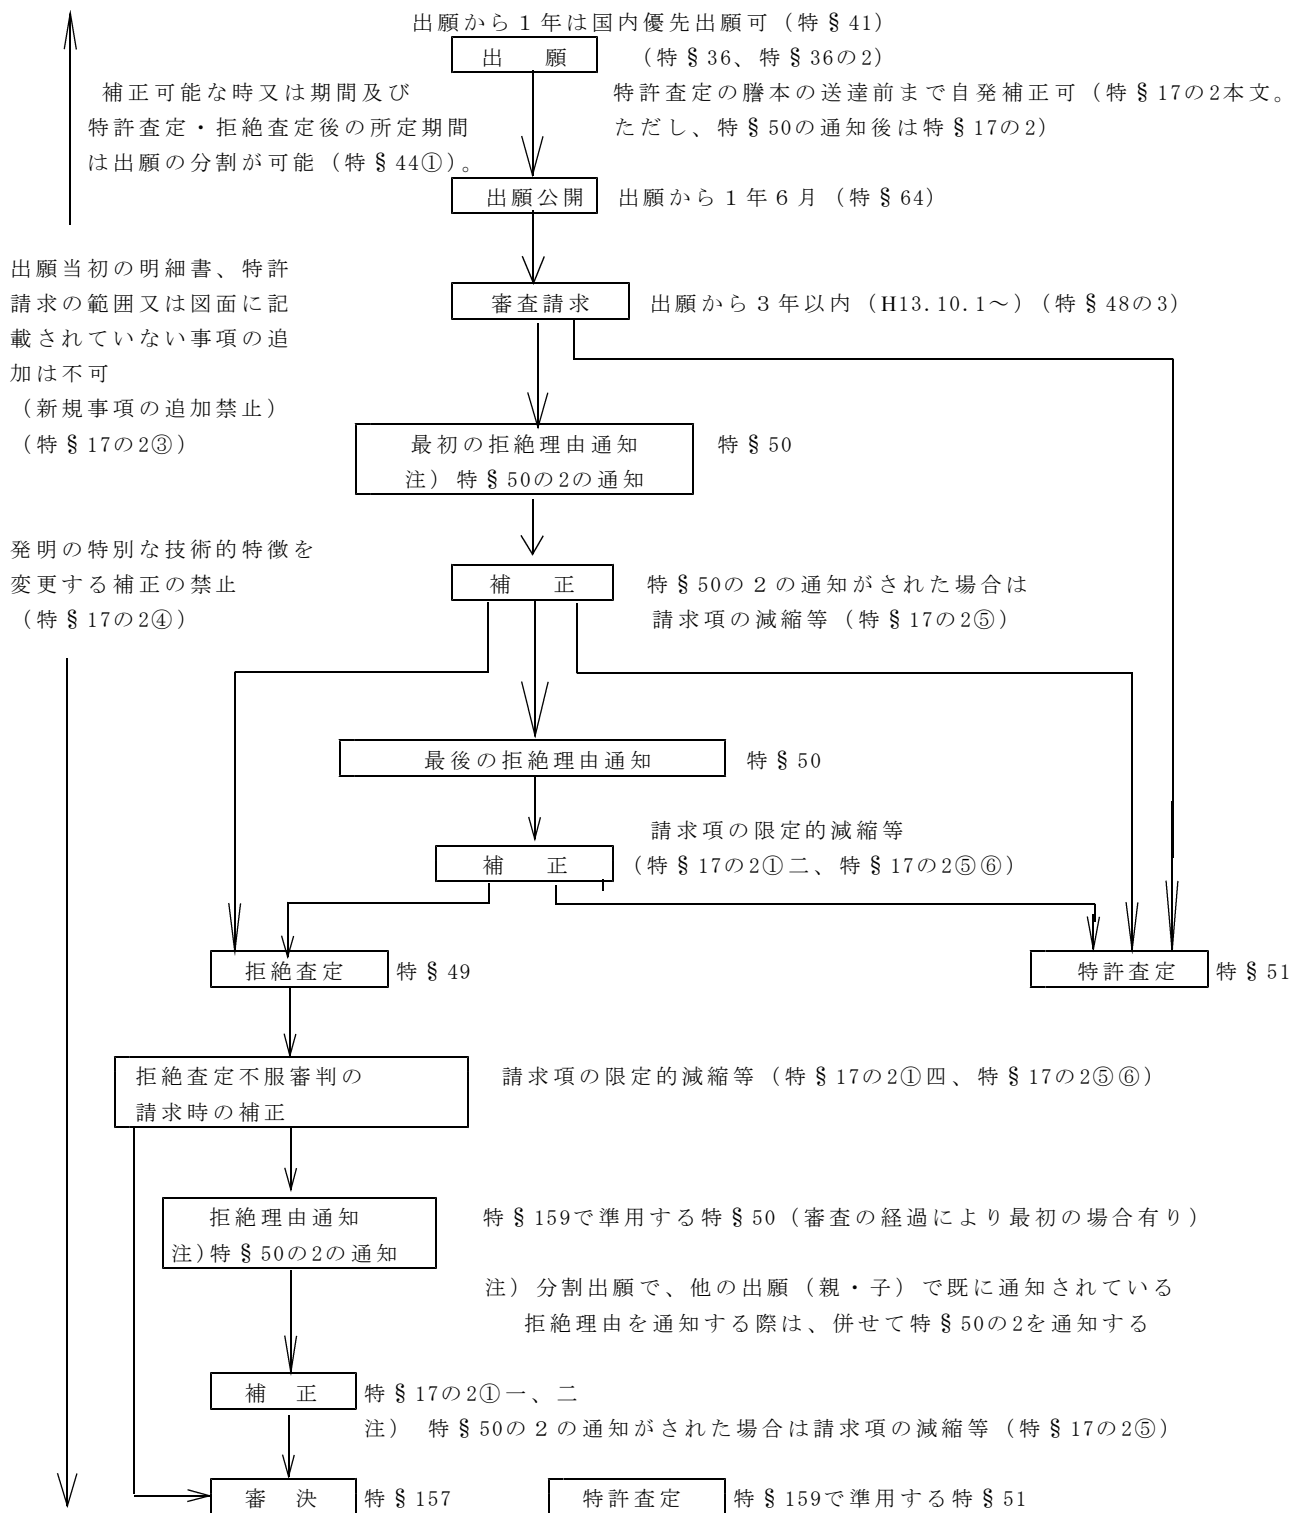 出願から１年は国内優先出願可（特§41）
出　願　（特§36、特§36の2）
補正可能な時又は期間及び
特許査定・拒絶査定後の所定期間
は出願の分割が可能（特§44①）。
特許査定の謄本の送達前まで自発補正可（特§17の2本文。
ただし、特§50の通知後は特§17の2）
出願公開　出願から１年６月（特§64）
出願当初の明細書、特許
請求の範囲又は図面に記
載されていない事項の追
加は不可
（新規事項の追加禁止）
（特§17の2③）
審査請求　出願から３年以内（H13.10.1～）（特§48の3）
最初の拒絶理由通知　特§50
注）特§50の2の通知
発明の特別な技術的特徴を
変更する補正の禁止
（特§17の2④）
補　正　特§50の２の通知がされた場合は
請求項の減縮等（特§17の2⑤）
最後の拒絶理由通知　特§50
請求項の限定的減縮等
補　正　（特§17の2①二、特§17の2⑤⑥）
拒絶査定　特§49
特許査定　特§51
拒絶査定不服審判の
請求時の補正
請求項の限定的減縮等（特§17の2①四、特§17の2⑤⑥）
拒絶理由通知
注)特§50の2の通知
特§159で準用する特§50（審査の経過により最初の場合有り）
注）分割出願で、他の出願（親・子）で既に通知されている
拒絶理由を通知する際は、併せて特§50の2を通知する
補　正　特§17の2①一、二
注）　特§50の２の通知がされた場合は請求項の減縮等（特§17の2⑤）
審　決　特§157
特許査定　特§159で準用する特§51